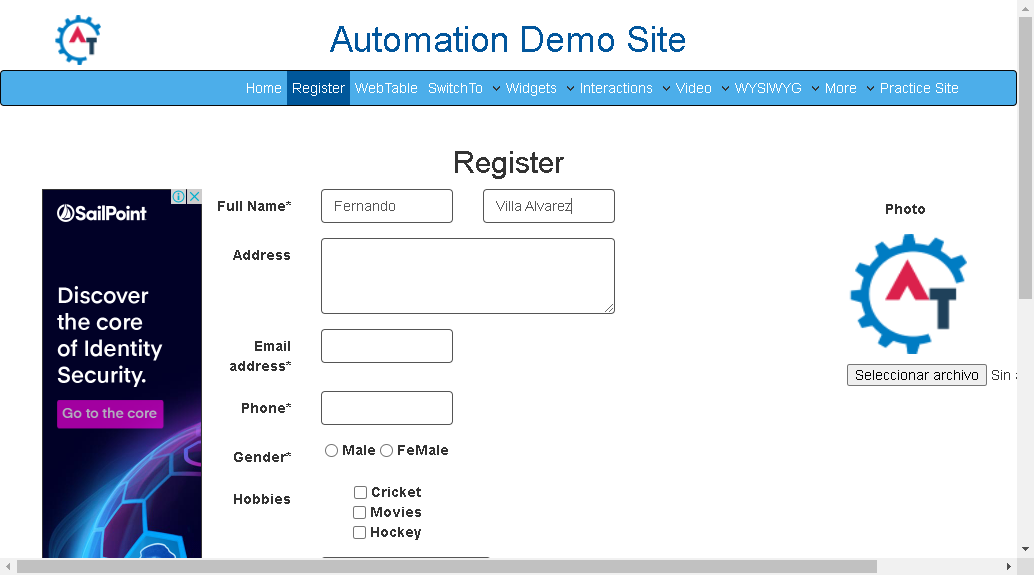 AT
Automation Demo Site
Home Register WebTable SwitchTo Widgets Interactions Video WYSIWYG More Practice Site
Register
SailPoint
Discover
the core
of Identity
Security.
Go to the core
Full Name* Fernando Villa Alvarez
Address
Email
address*
Phone*
Gender* Male FeMale
Hobbies Cricket
Movies
Hockey
Photo
AT
Seleccionar archivo Sin